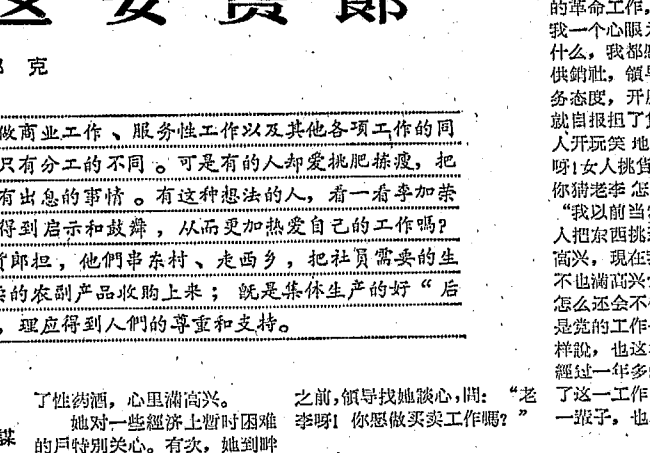 女货郎
克
做商业工作、服务性工作以及其他各项工作的同
只有分工的不同。可是有的人却爱挑肥拣瘦，把
有出息的事情。有这种想法的人，看一看李加荣
得到启示和鼓舞，从而更加热爱自己的工作嗎？
货郎担，他們串东村、走西乡，把社员需要的生
的农副产品收购上来；既是集体生产的好“后
，理应得到人們的尊重和支持。
了性药酒，心里滿高兴。
她对一些經济上暂时困难
的戶特別关心。有次，她到畔
之前，领导找她談心，問：“老
李呀！你愿做买卖工作嗎？”
謀
的革命工作，
我一个心眼
什么，我都
供銷社，領
务态度，开
就自报担了
人开玩笑 地
呀！女人挑
你猜老李怎
“我以前当
人把东西挑
高兴，现在
不也滿高兴
怎么还会不
是党的工作
样說，也这
經过一年多
了这一工作
一輩子，也